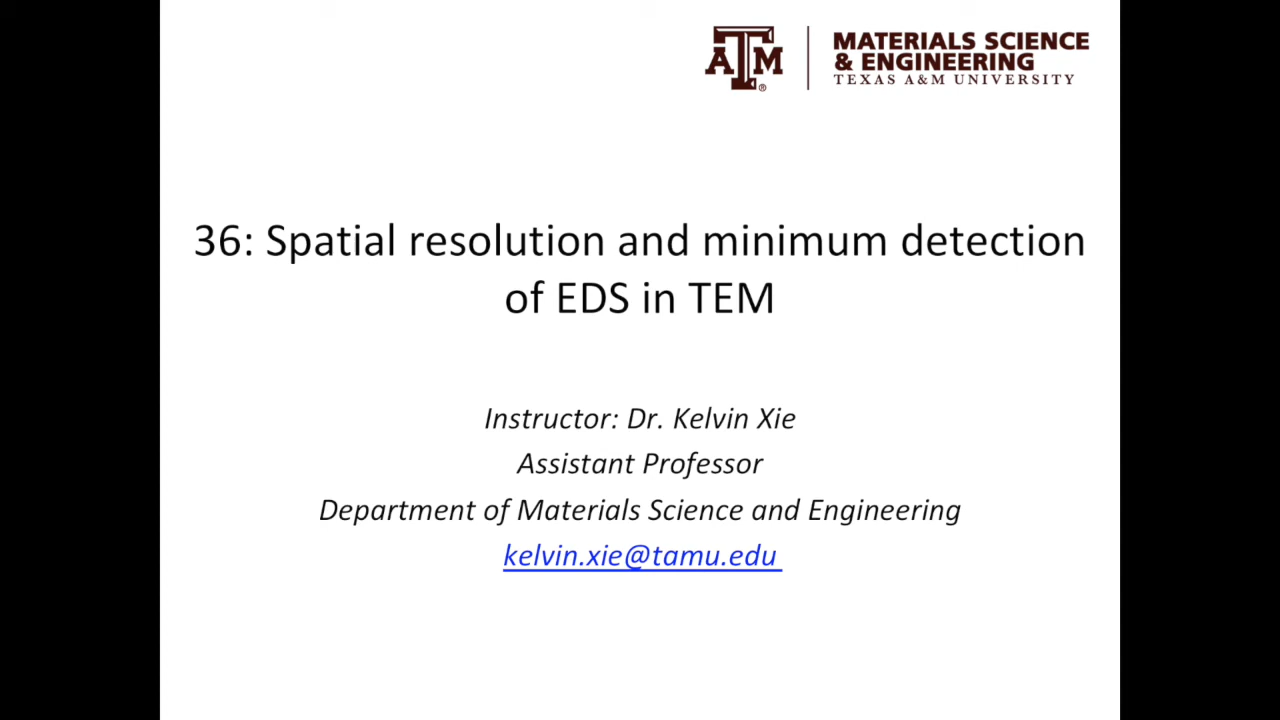 ATM®
MATERIALS SCIENCE
& ENGINEERING
TEXAS A&M UNIVERSITY
36: Spatial resolution and minimum detection
of EDS in TEM
Instructor: Dr. Kelvin Xie
Assistant Professor
Department of Materials Science and Engineering
kelvin.xie@tamu.edu